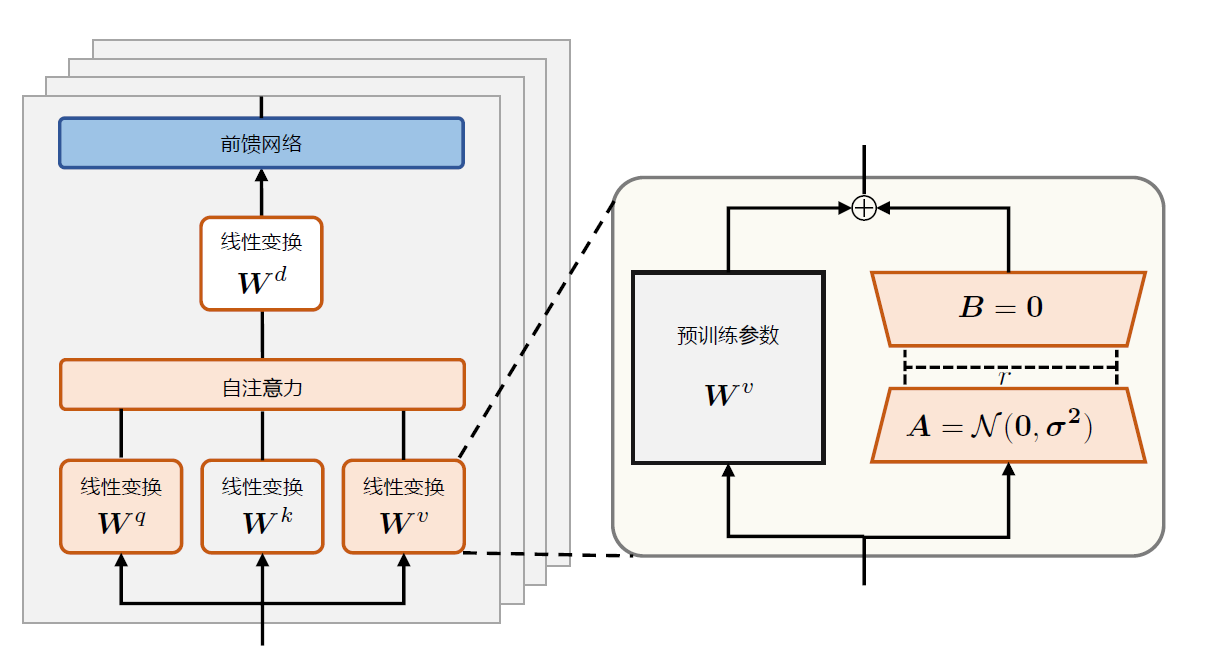 前馈网络
线性变换
W^d
自注意力
线性变换
W^q
线性变换
W^k
线性变换
W^v
预训练参数
W^v
B = 0
r
A = 𝒩(0, σ^2)